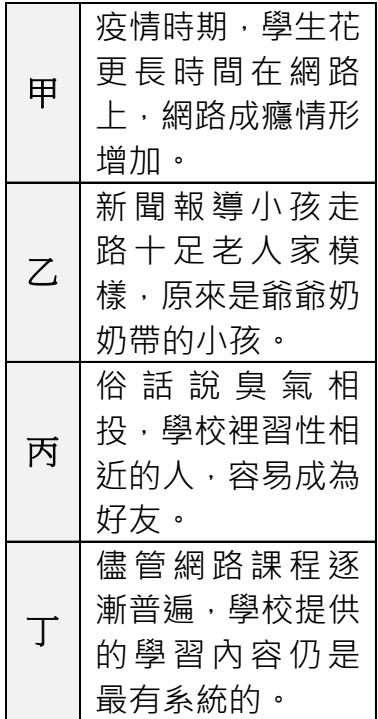 甲
疫情時期，學生花
更長時間在網路
上，網路成癮情形
增加。
乙
新聞報導小孩走
路十足老人家模
樣，原來是爺爺奶
奶帶的小孩。
丙
俗話說臭氣相
投，學校裡習性相
近的人，容易成為
好友。
丁
儘管網路課程逐
漸普遍，學校提供
的學習內容仍是
最有系統的。